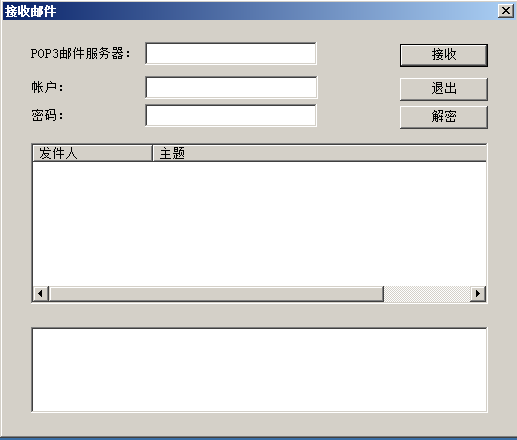 接收邮件
POP3邮件服务器:
接收
帐户:
退出
密码:
解密
发件人 主题